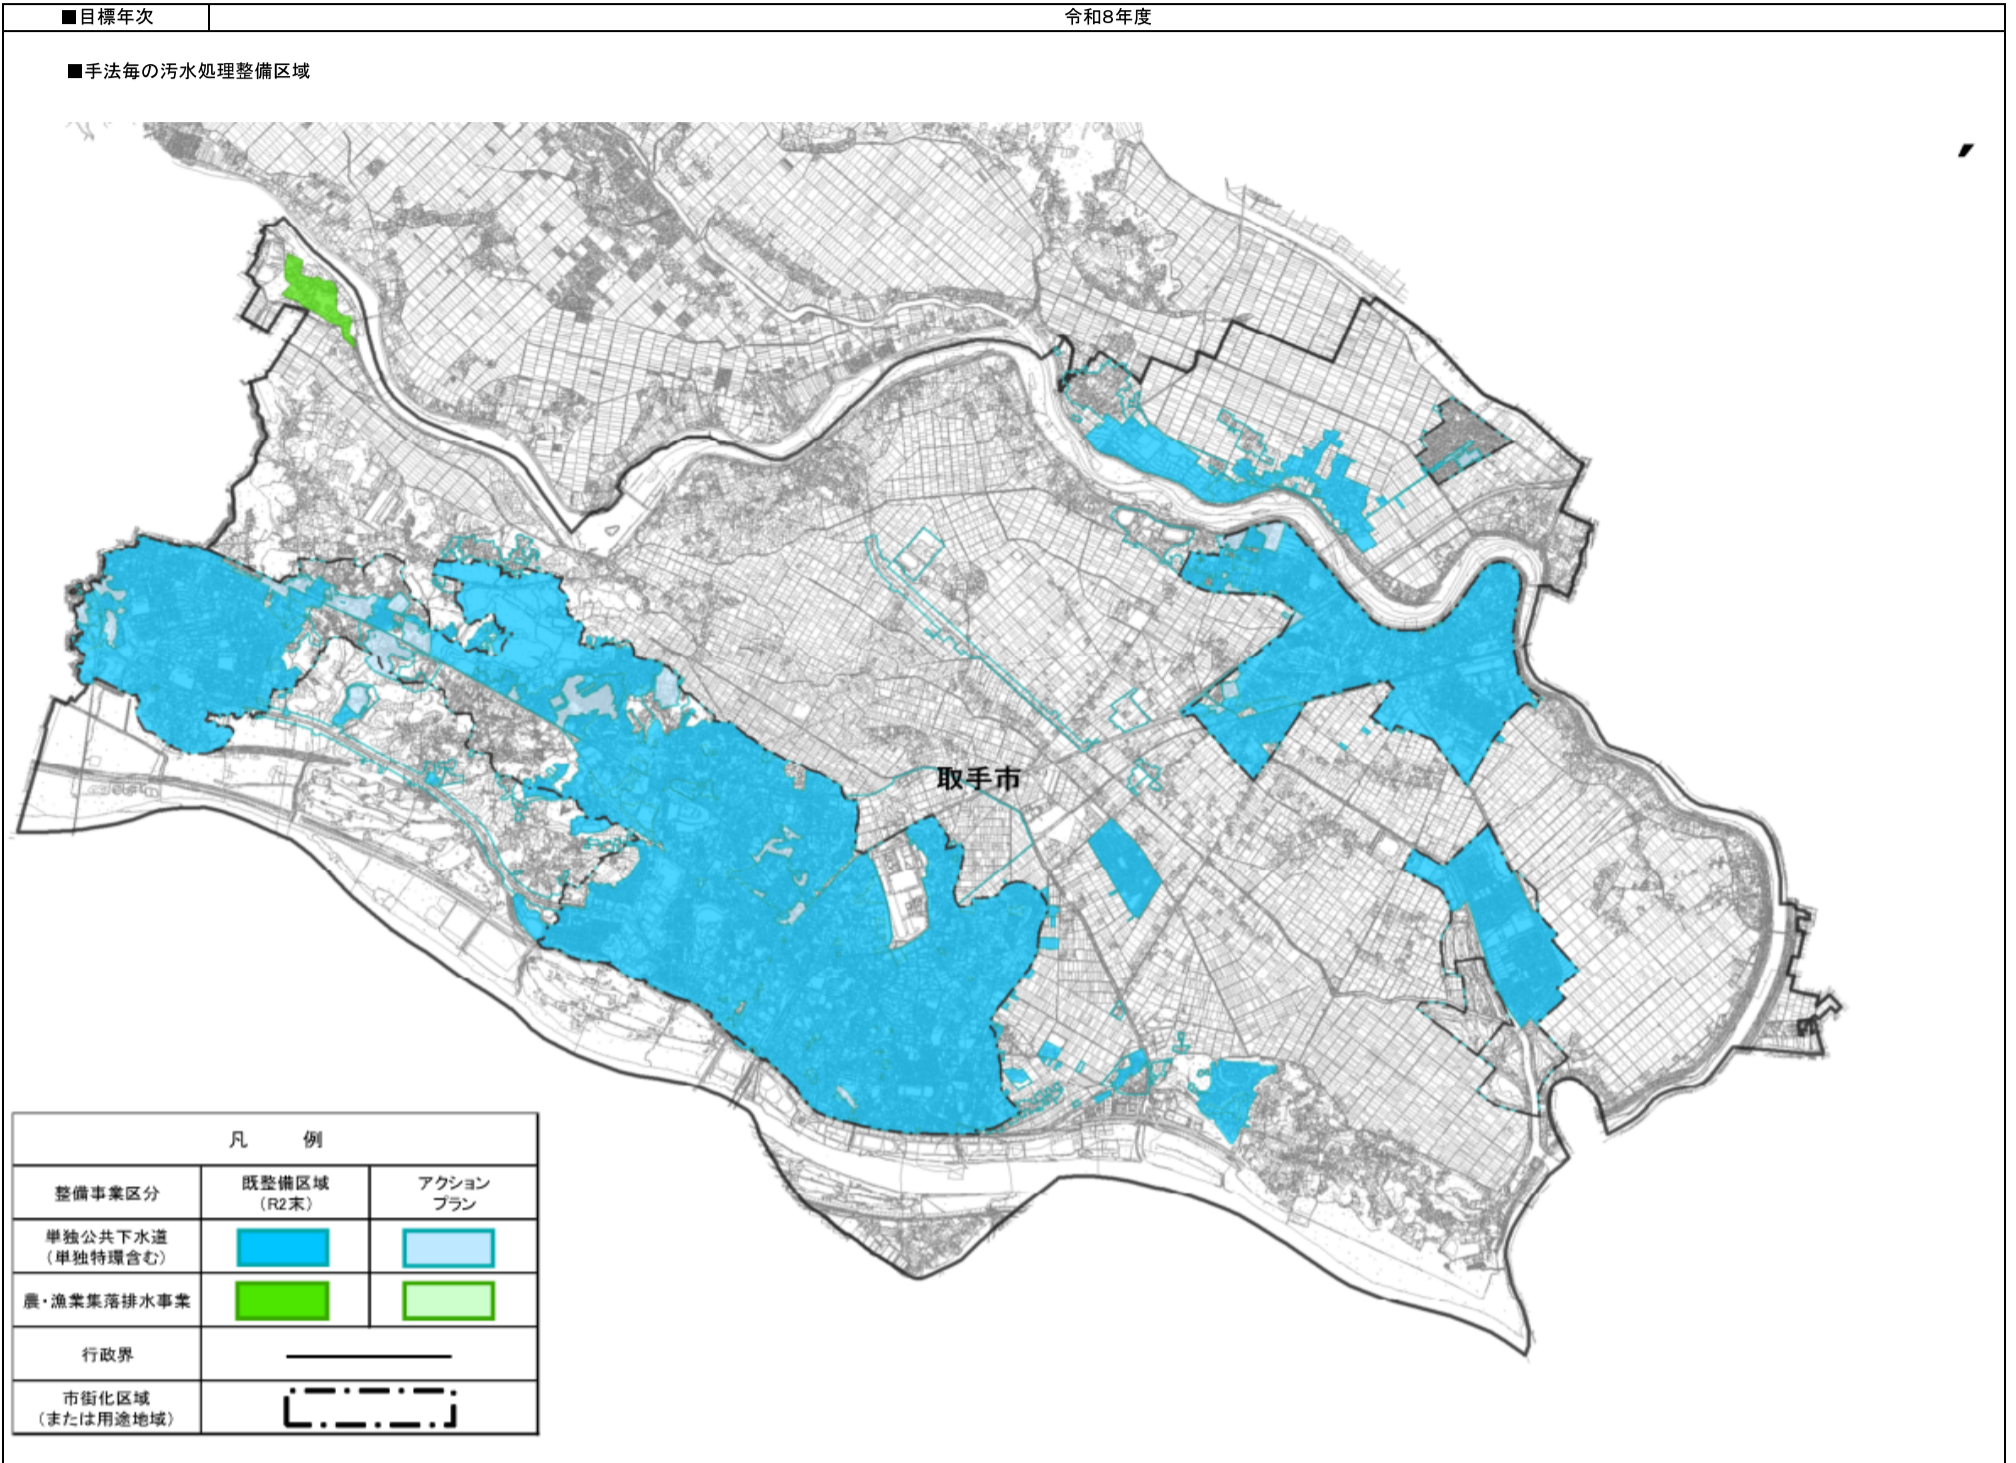 ■目標年次
令和8年度
■手法毎の汚水処理整備区域
取手市
凡 例
整備事業区分
既整備区域
（R2末）
アクション
プラン
単独公共下水道
（単独特環含む）
農・漁業集落排水事業
行政界
市街化区域
（または用途地域）